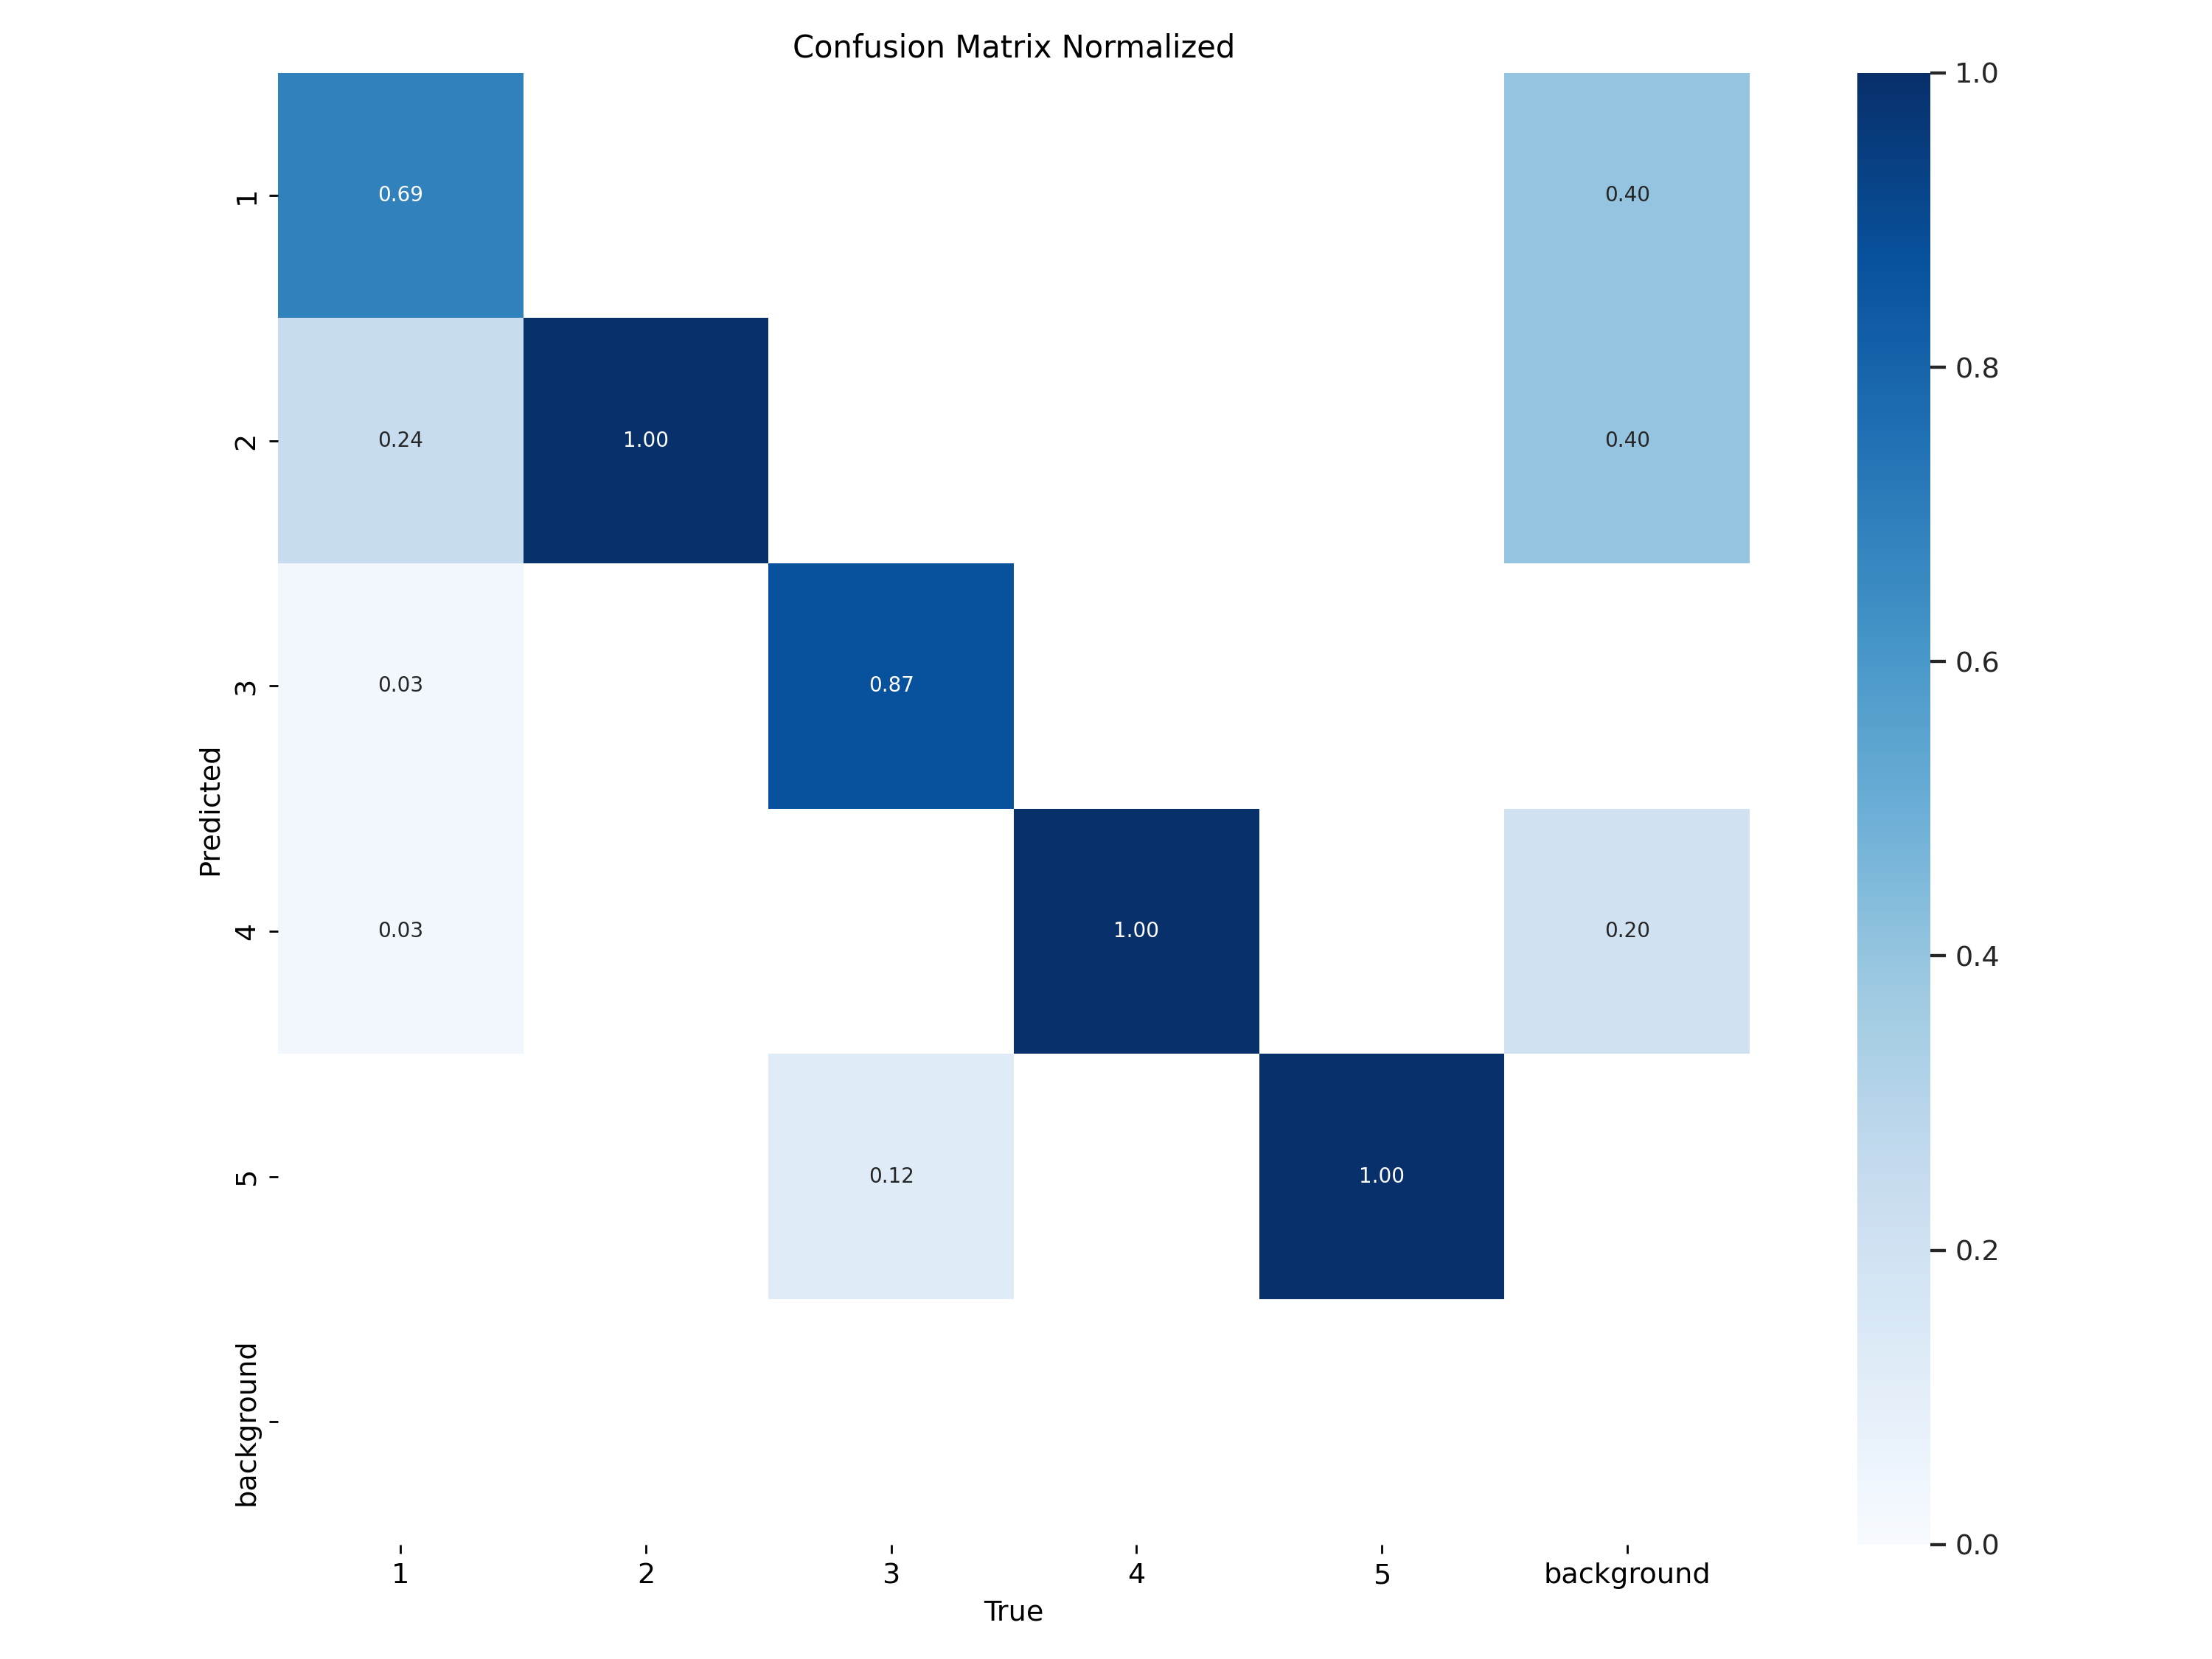 Confusion Matrix Normalized
1 0.69 0.40
2 0.24 1.00 0.40
3 0.03 0.87
4 0.03 1.00 0.20
5 0.12 1.00
background
1 2 3 4 5 background
True
Predicted
1.0
0.8
0.6
0.4
0.2
0.0